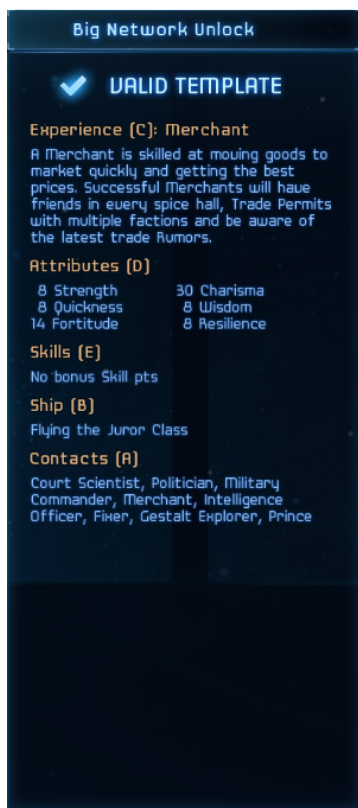 Big Network Unlock
VALID TEMPLATE
Experience (C): Merchant
A Merchant is skilled at moving goods to
market quickly and getting the best
prices. Successful Merchants will have
friends in every spice hall, Trade Permits
with multiple factions and be aware of
the latest trade Rumors.
Attributes (D)
8 Strength 30 Charisma
8 Quickness 8 Wisdom
14 Fortitude 8 Resilience
Skills (E)
No bonus Skill pts
Ship (B)
Flying the Juror Class
Contacts (A)
Court Scientist, Politician, Military
Commander, Merchant, Intelligence
Officer, Fixer, Gestalt Explorer, Prince